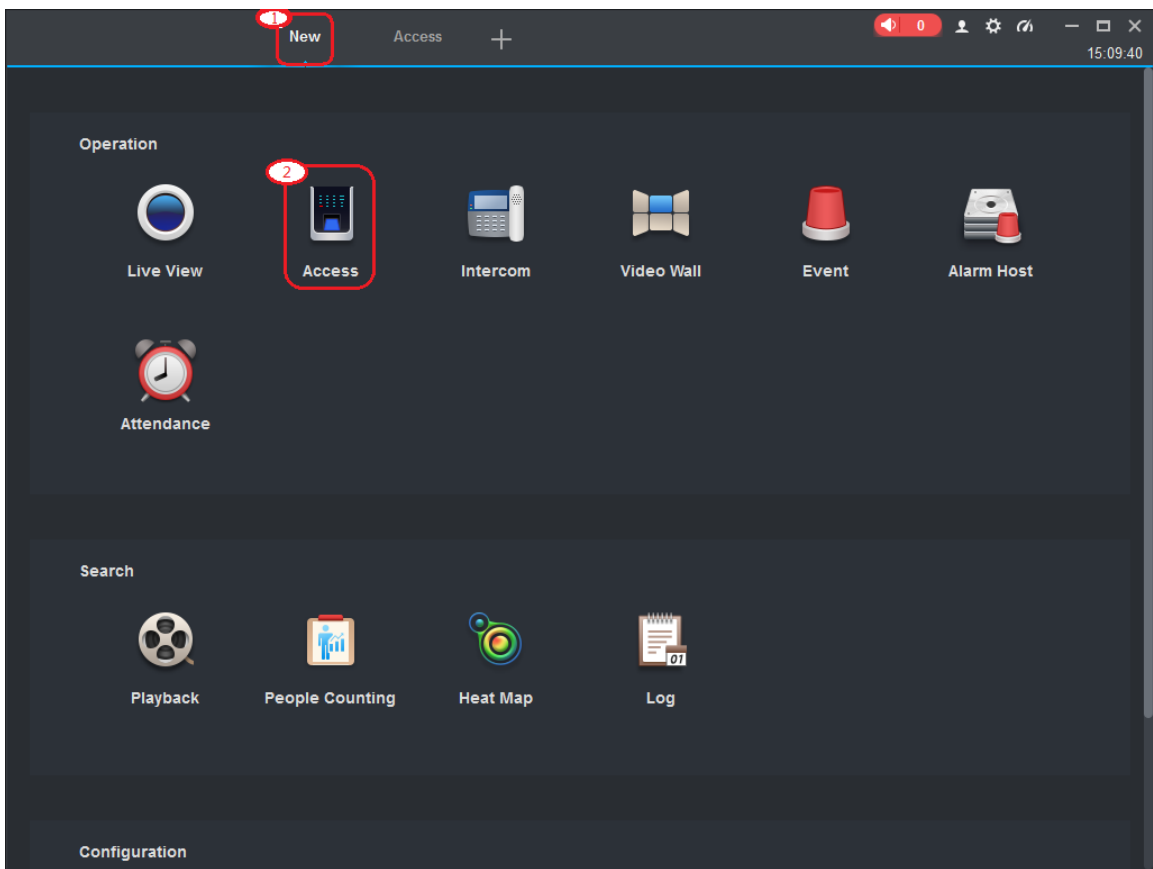 1
New Access
0
15:09:40
Operation
2
Live View Access Intercom Video Wall Event Alarm Host
Attendance
Search
01
Playback People Counting Heat Map Log
Configuration